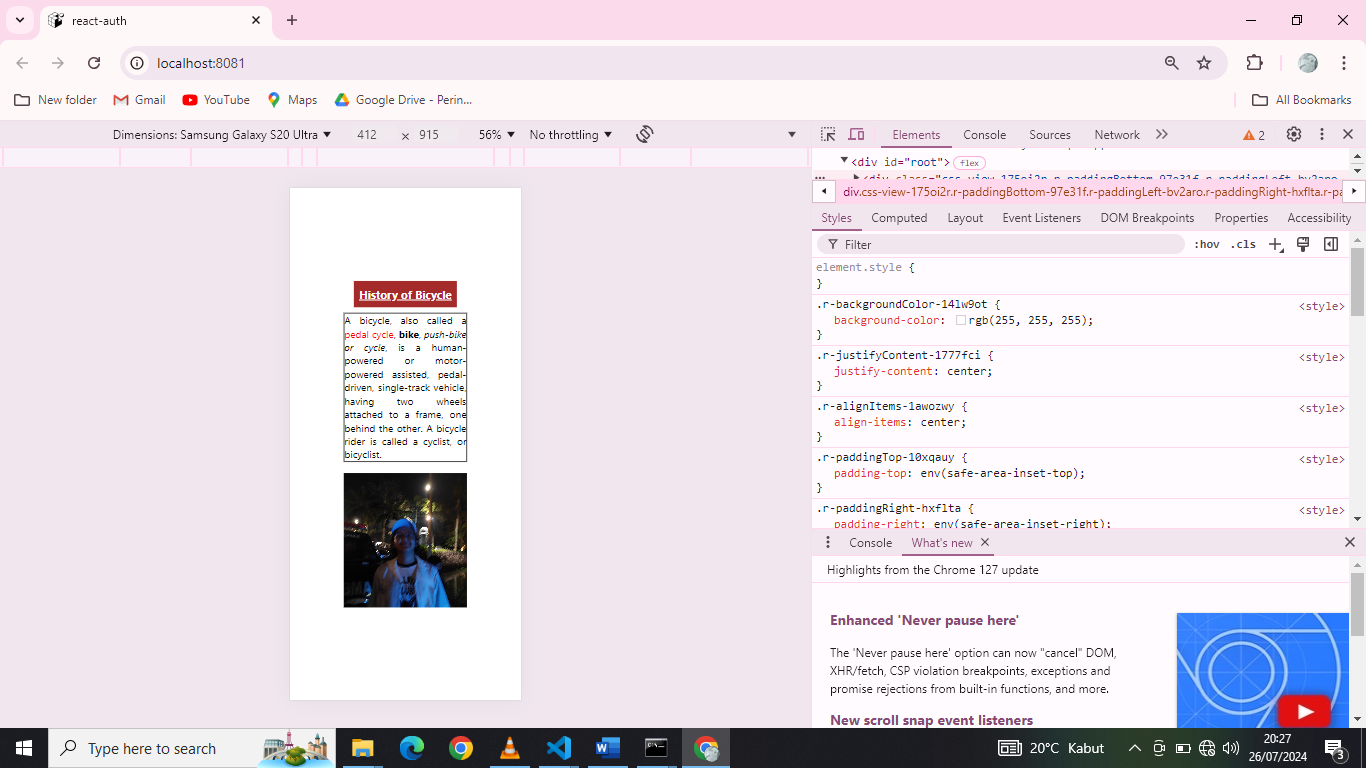 react-auth
localhost:8081
New folder Gmail YouTube Maps Google Drive - Perin... All Bookmarks
Dimensions: Samsung Galaxy S20 Ultra 412 × 915 56% No throttling
Elements Console Sources Network 2
<div id="root"> flex
<div class="css-view-175oi2r r-paddingBottom-97e31f r-paddingLeft-bv2aro
div.css-view-175oi2r.r-paddingBottom-97e31f.r-paddingLeft-bv2aro.r-paddingRight-hxflta.r-pa
Styles Computed Layout Event Listeners DOM Breakpoints Properties Accessibility
Filter :hov .cls
element.style {
}
.r-backgroundColor-14lw9ot { <style>
background-color: rgb(255, 255, 255);
}
.r-justifyContent-1777fci { <style>
justify-content: center;
}
.r-alignItems-1awozwy { <style>
align-items: center;
}
.r-paddingTop-10xqauy { <style>
padding-top: env(safe-area-inset-top);
}
.r-paddingRight-hxflta { <style>
padding-right: env(safe-area-inset-right);
History of Bicycle
A bicycle, also called a
pedal cycle, bike, push-bike
or cycle, is a human-
powered or motor-
powered assisted, pedal-
driven, single-track vehicle,
having two wheels
attached to a frame, one
behind the other. A bicycle
rider is called a cyclist, or
bicyclist.
Console What's new
Highlights from the Chrome 127 update
Enhanced 'Never pause here'
The 'Never pause here' option can now "cancel" DOM,
XHR/fetch, CSP violation breakpoints, exceptions and
promise rejections from built-in functions, and more.
New scroll snap event listeners
Type here to search
20°C Kabut
20:27
26/07/2024
3